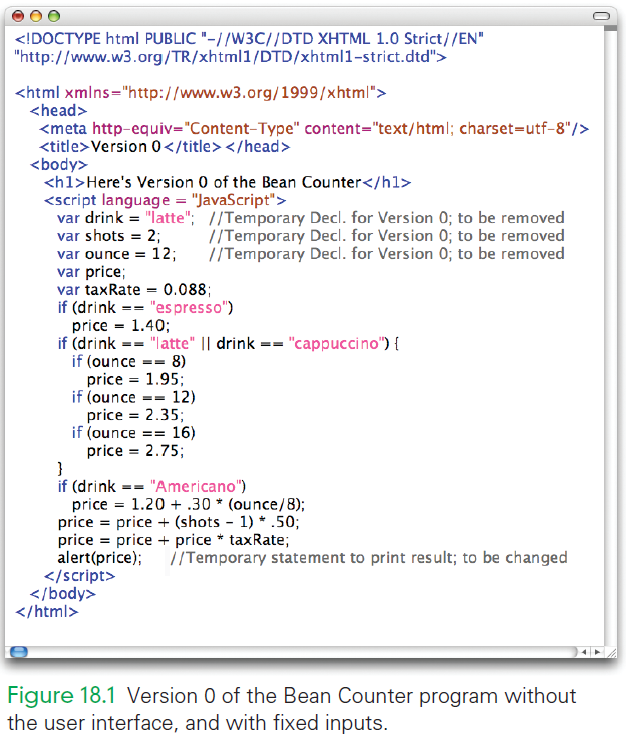 <!DOCTYPE html PUBLIC "-//W3C//DTD XHTML 1.0 Strict//EN"
"http://www.w3.org/TR/xhtml1/DTD/xhtml1-strict.dtd">
<html xmlns="http://www.w3.org/1999/xhtml">
<head>
<meta http-equiv="Content-Type" content="text/html; charset=utf-8"/>
<title>Version 0</title></head>
<body>
<h1>Here's Version 0 of the Bean Counter</h1>
<script language = "JavaScript">
var drink = "latte"; //Temporary Decl. for Version 0; to be removed
var shots = 2; //Temporary Decl. for Version 0; to be removed
var ounce = 12; //Temporary Decl. for Version 0; to be removed
var price;
var taxRate = 0.088;
if (drink == "espresso")
price = 1.40;
if (drink == "latte" || drink == "cappuccino") {
if (ounce == 8)
price = 1.95;
if (ounce == 12)
price = 2.35;
if (ounce == 16)
price = 2.75;
}
if (drink == "Americano")
price = 1.20 + .30 * (ounce/8);
price = price + (shots - 1) * .50;
price = price + price * taxRate;
alert(price); //Temporary statement to print result; to be changed
</script>
</body>
</html>
Figure 18.1 Version 0 of the Bean Counter program without
the user interface, and with fixed inputs.